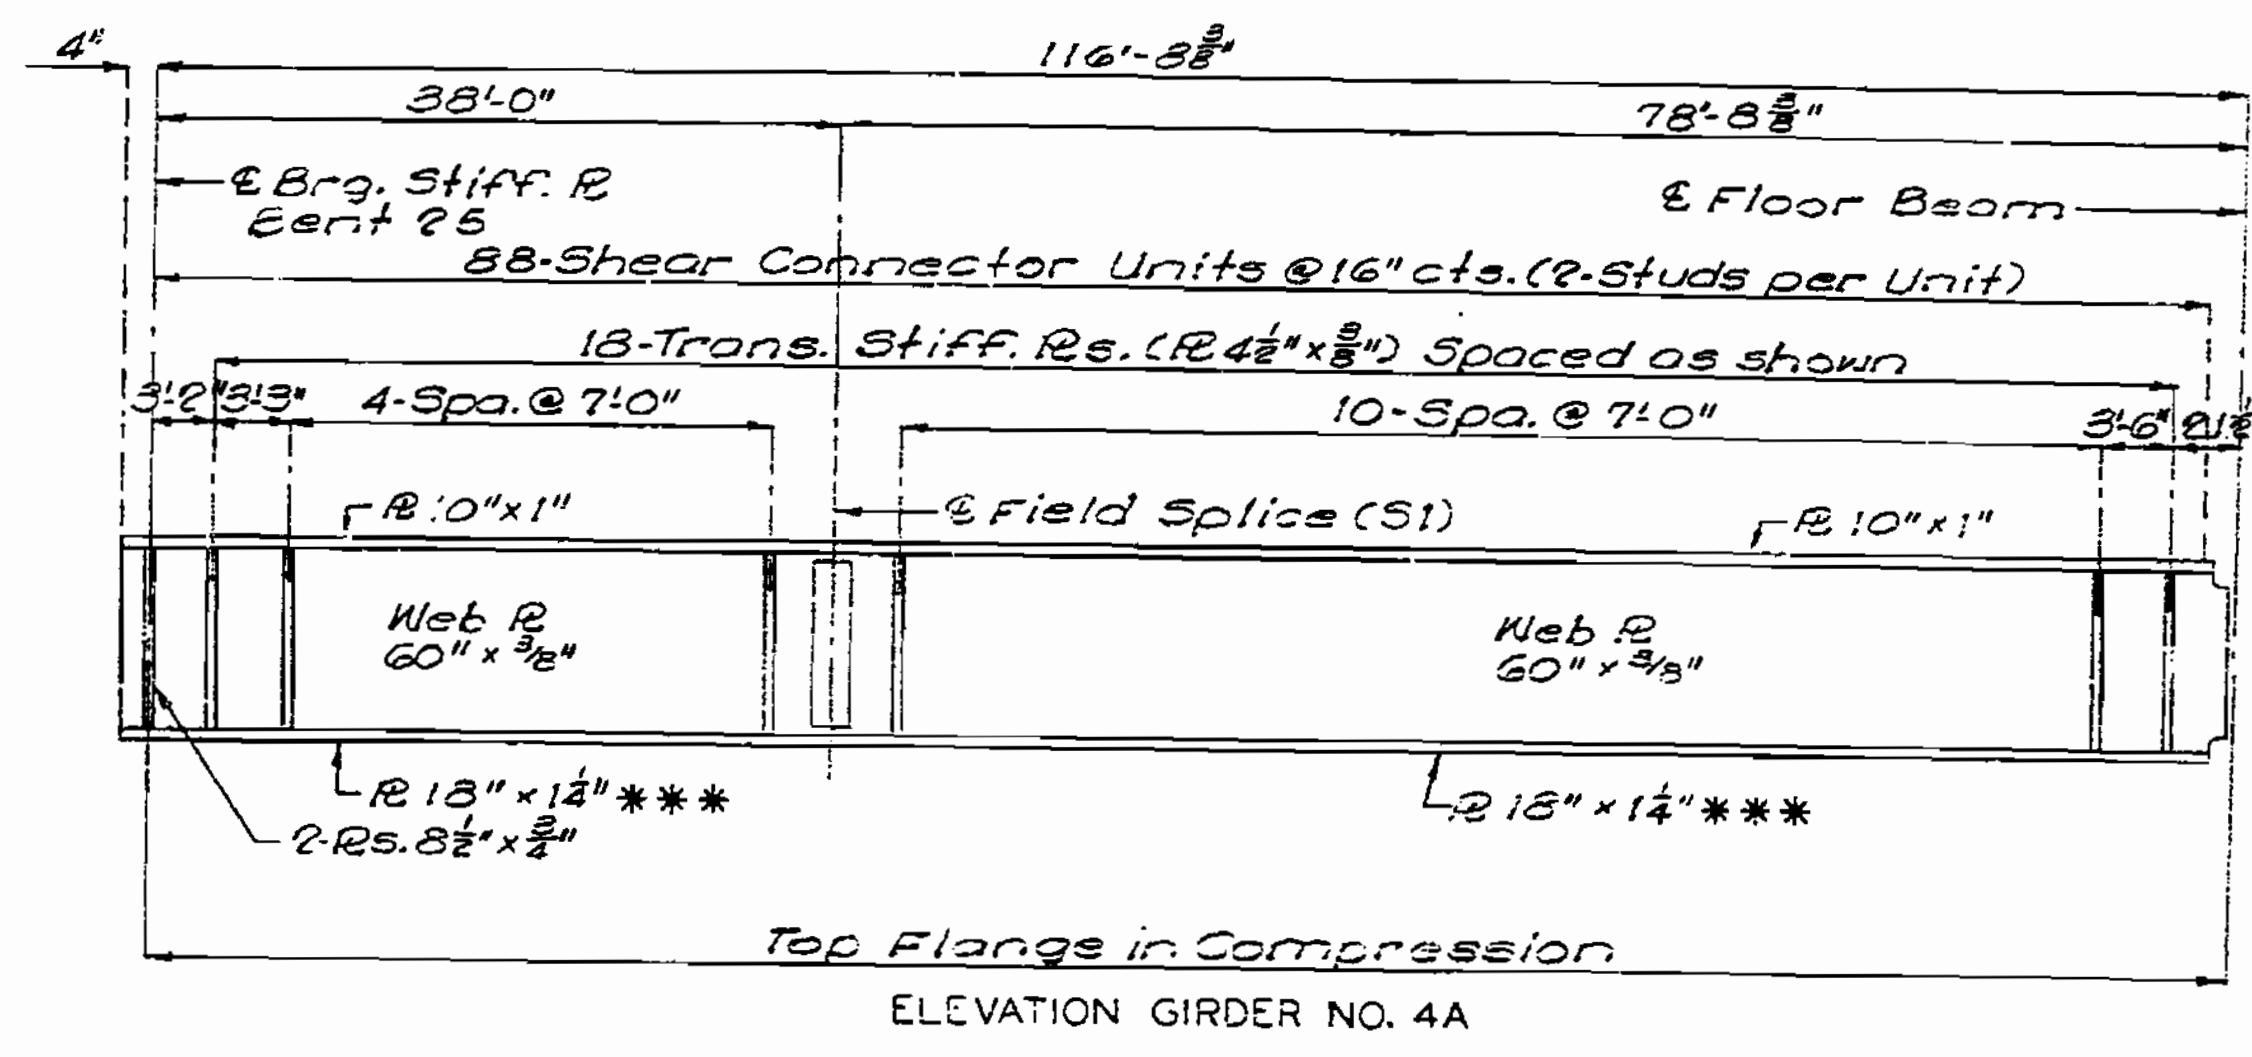 4"
116'-8 3/8"
38'-0"
78'-8 3/8"
℄ Brg. Stiff. ℞
Bent 25
℄ Floor Beam
88-Shear Connector Units @ 16" cts. (2-Studs per Unit)
18-Trans. Stiff. ℞s. (℞ 4 1/2" x 3/8") Spaced as shown
3'-2" 3'-3" 4-Spa. @ 7'-0" 10-Spa. @ 7'-0" 3'-6"
℞ 10" x 1"
℄ Field Splice (S1)
℞ 10" x 1"
Web ℞
60" x 3/8"
Web ℞
60" x 3/8"
℞ 18" x 1 1/4" ***
℞ 18" x 1 1/4" ***
2-℞s. 8 1/2" x 3/4"
Top Flange in Compression
ELEVATION GIRDER NO. 4A